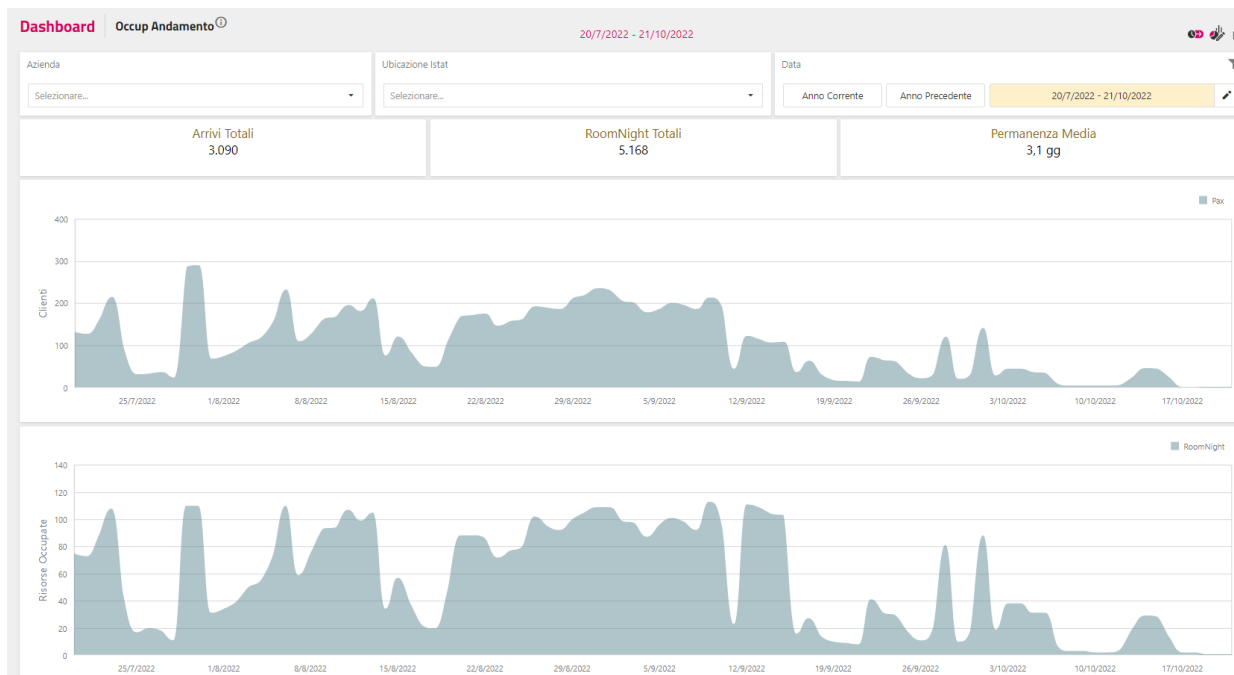 Dashboard Occup Andamento
20/7/2022 - 21/10/2022
Azienda
Selezionare...
Ubicazione Istat
Selezionare...
Data
Anno Corrente Anno Precedente 20/7/2022 - 21/10/2022
Arrivi Totali
3.090
RoomNight Totali
5.168
Permanenza Media
3,1 gg
Pax
Clienti
400
300
200
100
0
25/7/2022 1/8/2022 8/8/2022 15/8/2022 22/8/2022 29/8/2022 5/9/2022 12/9/2022 19/9/2022 26/9/2022 3/10/2022 10/10/2022 17/10/2022
RoomNight
Risorse Occupate
140
120
100
80
60
40
20
0
25/7/2022 1/8/2022 8/8/2022 15/8/2022 22/8/2022 29/8/2022 5/9/2022 12/9/2022 19/9/2022 26/9/2022 3/10/2022 10/10/2022 17/10/2022